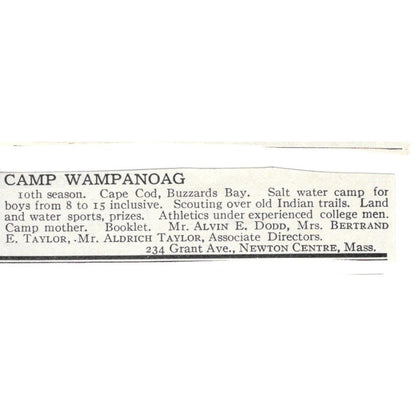 CAMP WAMPANOAG
10th season. Cape Cod, Buzzards Bay. Salt water camp for
boys from 8 to 15 inclusive. Scouting over old Indian trails. Land
and water sports, prizes. Athletics under experienced college men.
Camp mother. Booklet. Mr. ALVIN E. DODD, Mrs. BERTRAND
E. TAYLOR, Mr. ALDRICH TAYLOR, Associate Directors.
234 Grant Ave., NEWTON CENTRE, Mass.